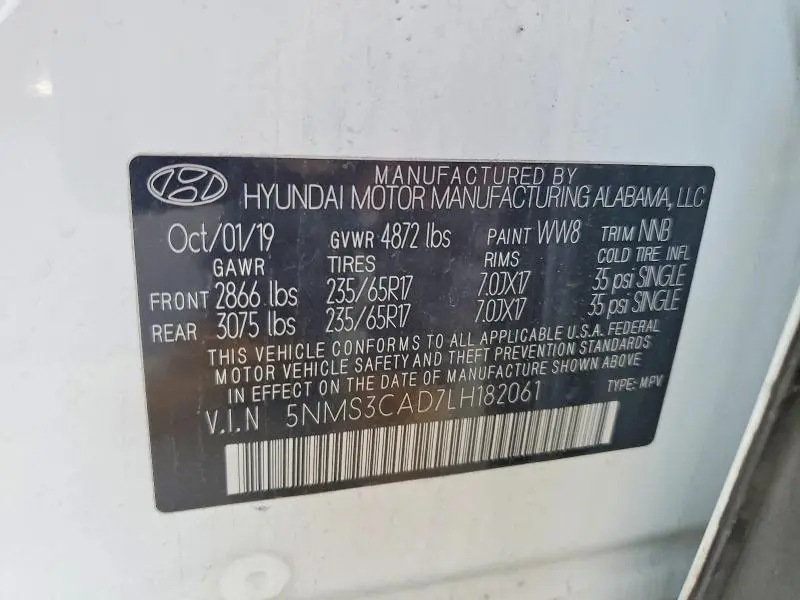 MANUFACTURED BY
HYUNDAI MOTOR MANUFACTURING ALABAMA, LLC
Oct/01/19 GVWR 4872 lbs PAINT WW8 TRIM NNB
GAWR TIRES RIMS COLD TIRE INFL
FRONT 2866 lbs 235/65R17 7.0JX17 35 psi SINGLE
REAR 3075 lbs 235/65R17 7.0JX17 35 psi SINGLE
THIS VEHICLE CONFORMS TO ALL APPLICABLE U.S.A. FEDERAL
MOTOR VEHICLE SAFETY AND THEFT PREVENTION STANDARDS
IN EFFECT ON THE DATE OF MANUFACTURE SHOWN ABOVE
V.I.N 5NMS3CAD7LH182061 TYPE: MPV